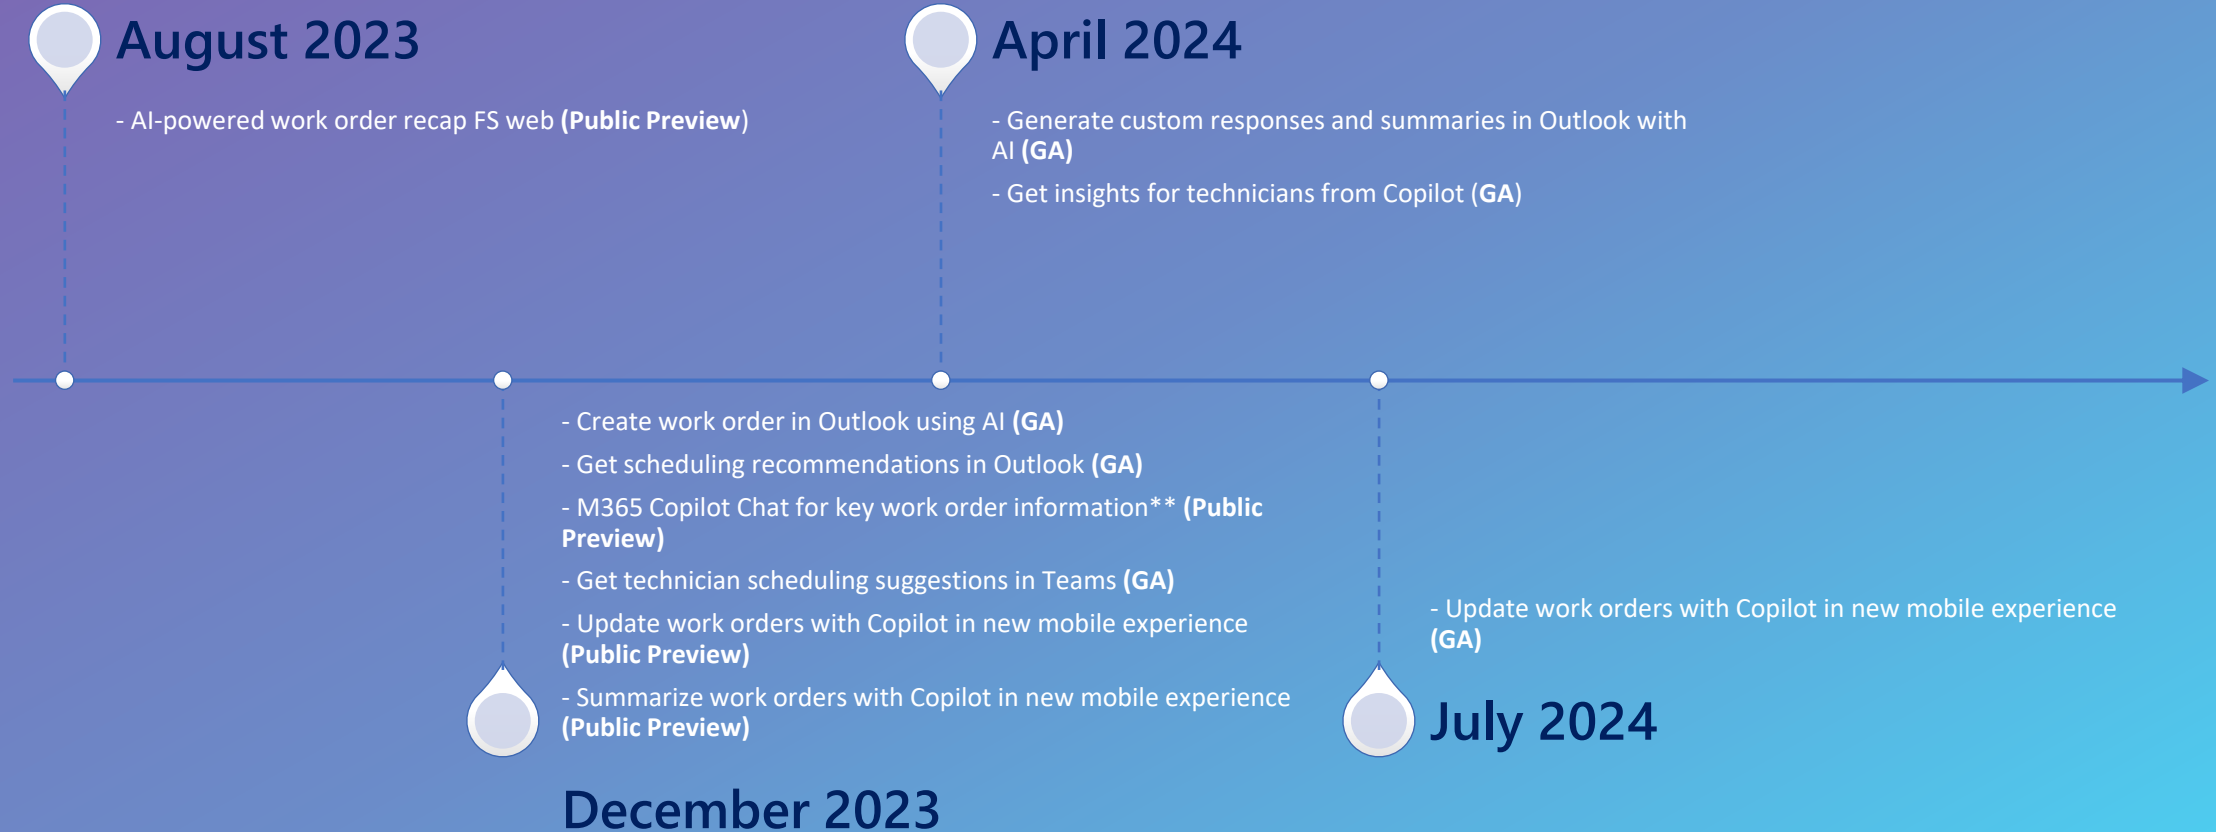 August 2023
- AI-powered work order recap FS web (Public Preview)
April 2024
- Generate custom responses and summaries in Outlook with
AI (GA)
- Get insights for technicians from Copilot (GA)
- Create work order in Outlook using AI (GA)
- Get scheduling recommendations in Outlook (GA)
- M365 Copilot Chat for key work order information** (Public
Preview)
- Get technician scheduling suggestions in Teams (GA)
- Update work orders with Copilot in new mobile experience
(Public Preview)
- Summarize work orders with Copilot in new mobile experience
(Public Preview)
December 2023
- Update work orders with Copilot in new mobile experience
(GA)
July 2024